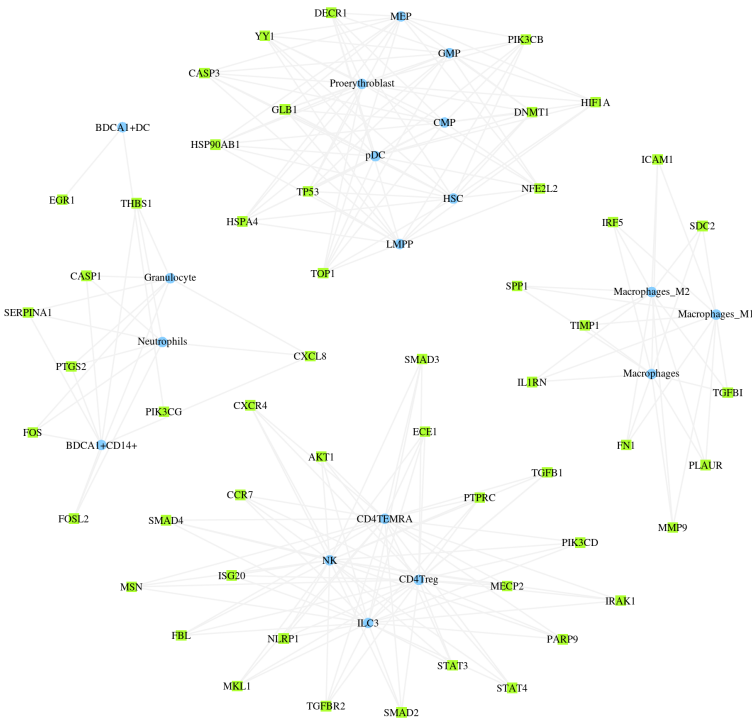 DECR1
MEP
YY1
PIK3CB
GMP
CASP3
Proerythroblast
HIF1A
GLB1
DNMT1
CMP
BDCA1+DC
HSP90AB1
pDC
ICAM1
TP53
NFE2L2
EGR1
THBS1
HSC
HSPA4
IRF5
SDC2
LMPP
CASP1
Granulocyte
TOP1
SPP1
Macrophages_M2
SERPINA1
Macrophages_M1
TIMP1
Neutrophils
CXCL8
SMAD3
PTGS2
Macrophages
IL1RN
TGFBI
PIK3CG
CXCR4
FOS
ECE1
BDCA1+CD14+
FN1
AKT1
PLAUR
TGFB1
CCR7
PTPRC
FOSL2
SMAD4
CD4TEMRA
MMP9
PIK3CD
NK
ISG20
CD4Treg
MSN
MECP2
IRAK1
ILC3
FBL
NLRP1
PARP9
STAT3
MKL1
STAT4
TGFBR2
SMAD2